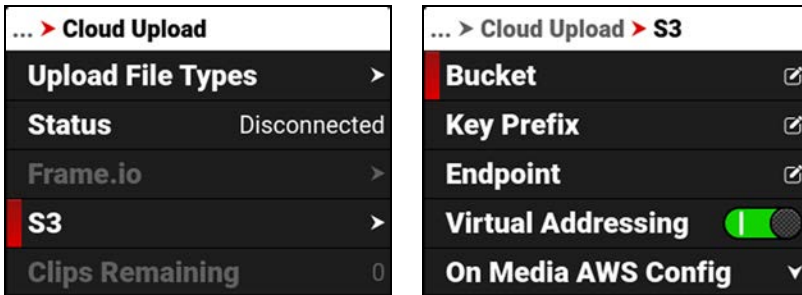 ... > Cloud Upload
Upload File Types >
Status Disconnected
Frame.io >
S3 >
Clips Remaining 0
... > Cloud Upload > S3
Bucket
Key Prefix
Endpoint
Virtual Addressing
On Media AWS Config